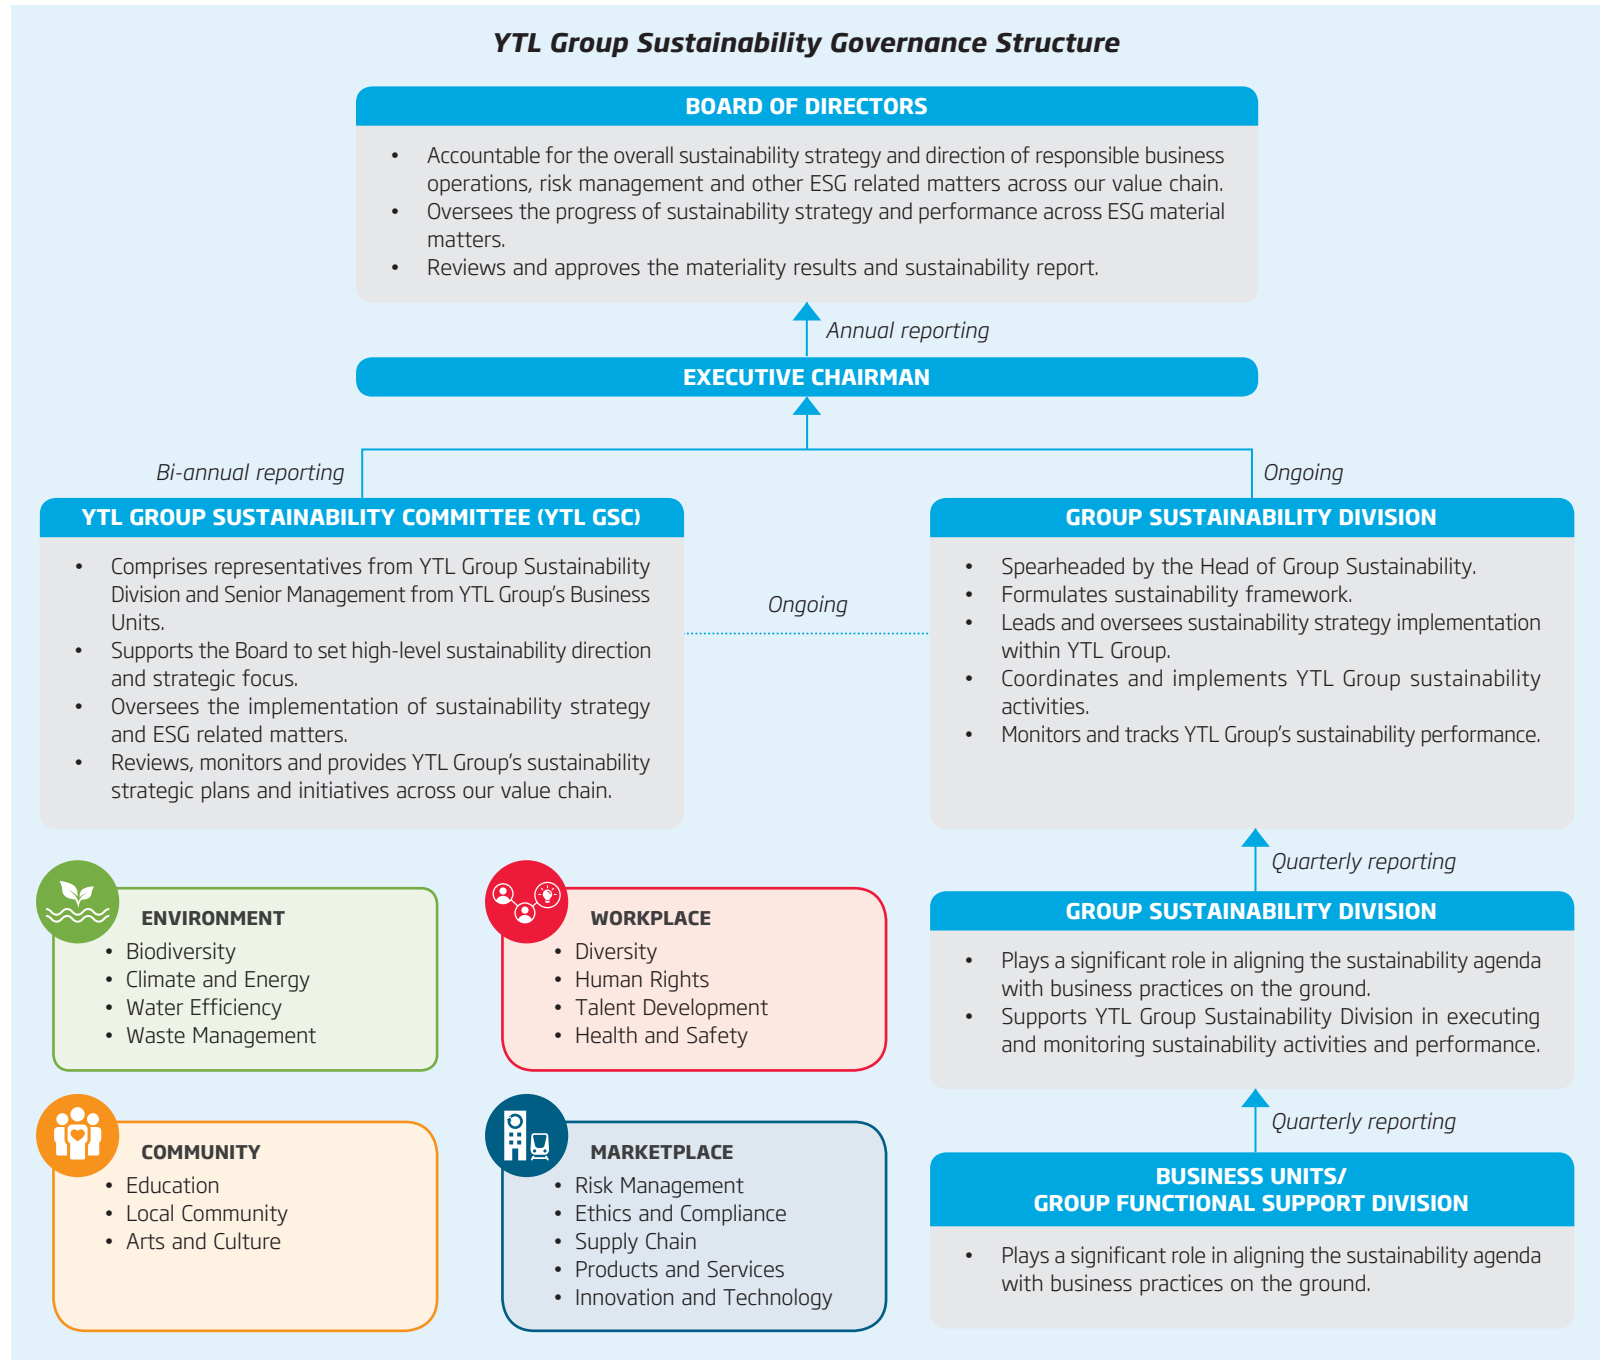 YTL Group Sustainability Governance Structure
BOARD OF DIRECTORS
• Accountable for the overall sustainability strategy and direction of responsible business
operations, risk management and other ESG related matters across our value chain.
• Oversees the progress of sustainability strategy and performance across ESG material
matters.
• Reviews and approves the materiality results and sustainability report.
Annual reporting
EXECUTIVE CHAIRMAN
Bi-annual reporting
Ongoing
YTL GROUP SUSTAINABILITY COMMITTEE (YTL GSC)
• Comprises representatives from YTL Group Sustainability
Division and Senior Management from YTL Group's Business
Units.
• Supports the Board to set high-level sustainability direction
and strategic focus.
• Oversees the implementation of sustainability strategy
and ESG related matters.
• Reviews, monitors and provides YTL Group's sustainability
strategic plans and initiatives across our value chain.
Ongoing
GROUP SUSTAINABILITY DIVISION
• Spearheaded by the Head of Group Sustainability.
• Formulates sustainability framework.
• Leads and oversees sustainability strategy implementation
within YTL Group.
• Coordinates and implements YTL Group sustainability
activities.
• Monitors and tracks YTL Group's sustainability performance.
Quarterly reporting
GROUP SUSTAINABILITY DIVISION
• Plays a significant role in aligning the sustainability agenda
with business practices on the ground.
• Supports YTL Group Sustainability Division in executing
and monitoring sustainability activities and performance.
Quarterly reporting
BUSINESS UNITS/
GROUP FUNCTIONAL SUPPORT DIVISION
• Plays a significant role in aligning the sustainability agenda
with business practices on the ground.
ENVIRONMENT
• Biodiversity
• Climate and Energy
• Water Efficiency
• Waste Management
WORKPLACE
• Diversity
• Human Rights
• Talent Development
• Health and Safety
COMMUNITY
• Education
• Local Community
• Arts and Culture
MARKETPLACE
• Risk Management
• Ethics and Compliance
• Supply Chain
• Products and Services
• Innovation and Technology